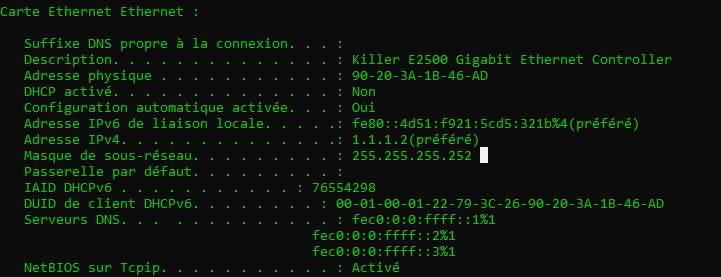 Carte Ethernet Ethernet :
Suffixe DNS propre à la connexion. . . :
Description. . . . . . . . . . . . . . : Killer E2500 Gigabit Ethernet Controller
Adresse physique . . . . . . . . . . . : 90-20-3A-1B-46-AD
DHCP activé. . . . . . . . . . . . . . : Non
Configuration automatique activée. . . : Oui
Adresse IPv6 de liaison locale. . . . .: fe80::4d51:f921:5cd5:321b%4(préféré)
Adresse IPv4. . . . . . . . . . . . . .: 1.1.1.2(préféré)
Masque de sous-réseau. . . . . . . . . : 255.255.255.252
Passerelle par défaut. . . . . . . . . :
IAID DHCPv6 . . . . . . . . . . . : 76554298
DUID de client DHCPv6. . . . . . . . : 00-01-00-01-22-79-3C-26-90-20-3A-1B-46-AD
Serveurs DNS. . . . . . . . . . . . . : fec0:0:0:ffff::1%1
fec0:0:0:ffff::2%1
fec0:0:0:ffff::3%1
NetBIOS sur Tcpip. . . . . . . . . . . : Activé